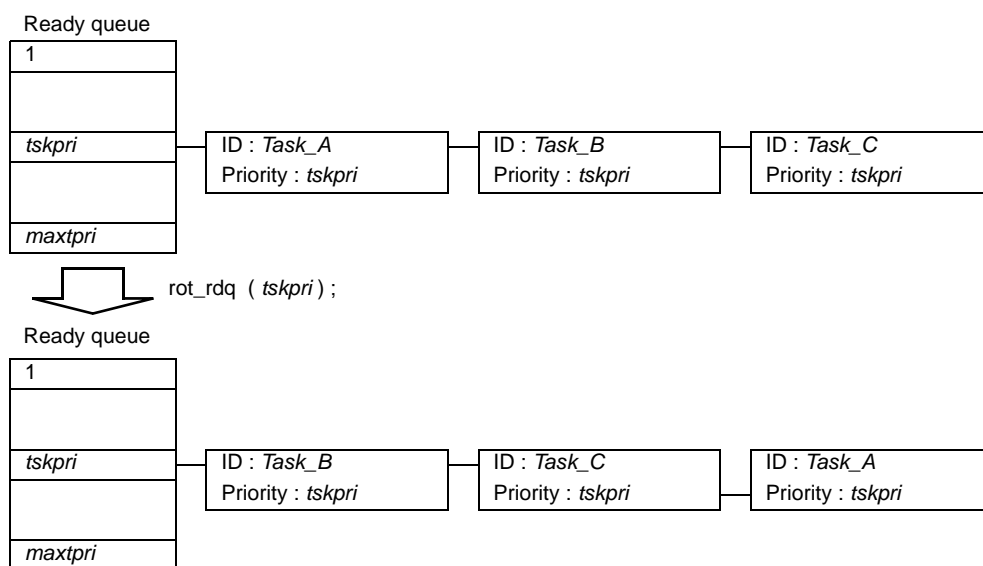 Ready queue
1
tskpri
ID : Task_A
Priority : tskpri
ID : Task_B
Priority : tskpri
ID : Task_C
Priority : tskpri
maxtpri
rot_rdq ( tskpri ) ;
Ready queue
1
tskpri
ID : Task_B
Priority : tskpri
ID : Task_C
Priority : tskpri
ID : Task_A
Priority : tskpri
maxtpri